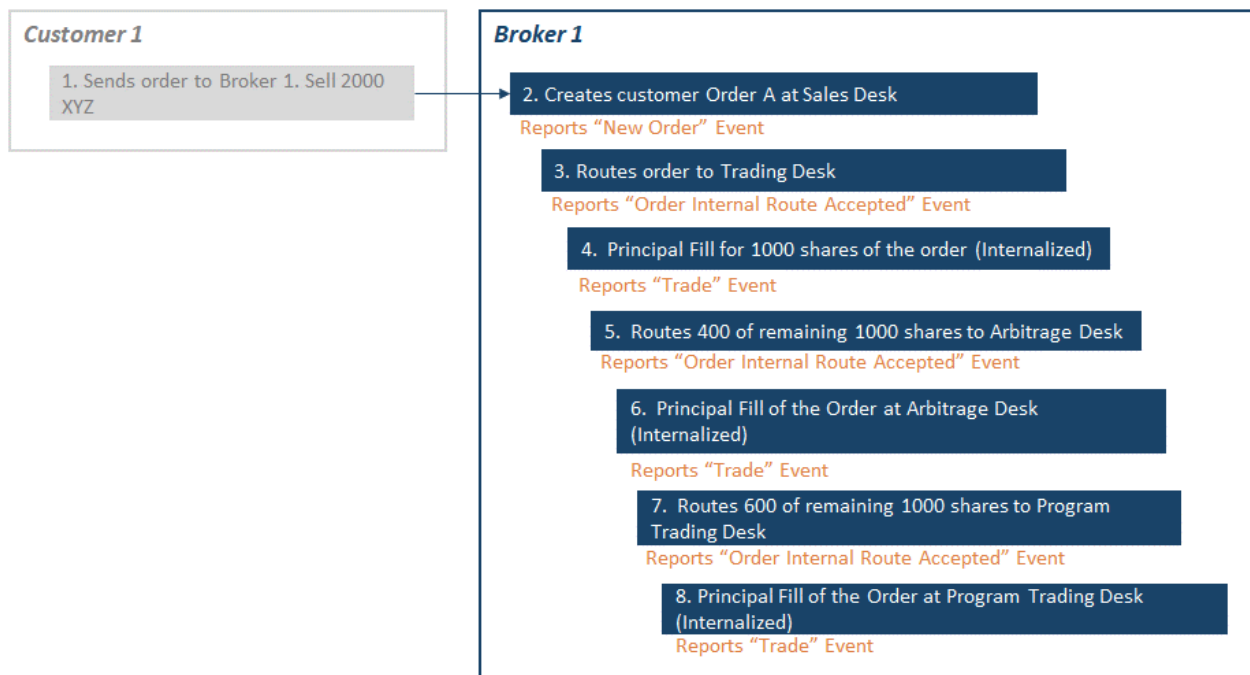 Customer 1
1. Sends order to Broker 1. Sell 2000
XYZ
Broker 1
2. Creates customer Order A at Sales Desk
Reports “New Order” Event
3. Routes order to Trading Desk
Reports “Order Internal Route Accepted” Event
4. Principal Fill for 1000 shares of the order (Internalized)
Reports “Trade” Event
5. Routes 400 of remaining 1000 shares to Arbitrage Desk
Reports “Order Internal Route Accepted” Event
6. Principal Fill of the Order at Arbitrage Desk
(Internalized)
Reports “Trade” Event
7. Routes 600 of remaining 1000 shares to Program
Trading Desk
Reports “Order Internal Route Accepted” Event
8. Principal Fill of the Order at Program Trading Desk
(Internalized)
Reports “Trade” Event